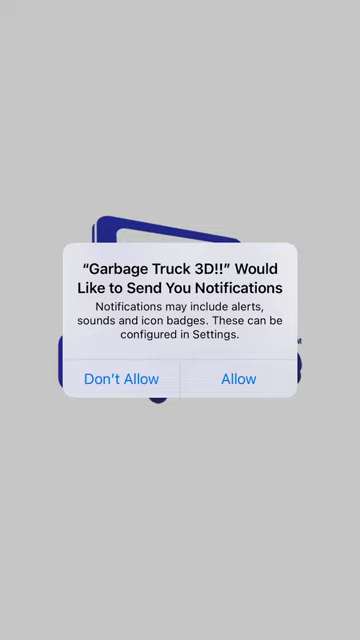 “Garbage Truck 3D!!” Would
Like to Send You Notifications
Notifications may include alerts,
sounds and icon badges. These can be
configured in Settings.
Don’t Allow
Allow